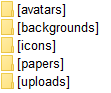 [avatars]
[backgrounds]
[icons]
[papers]
[uploads]